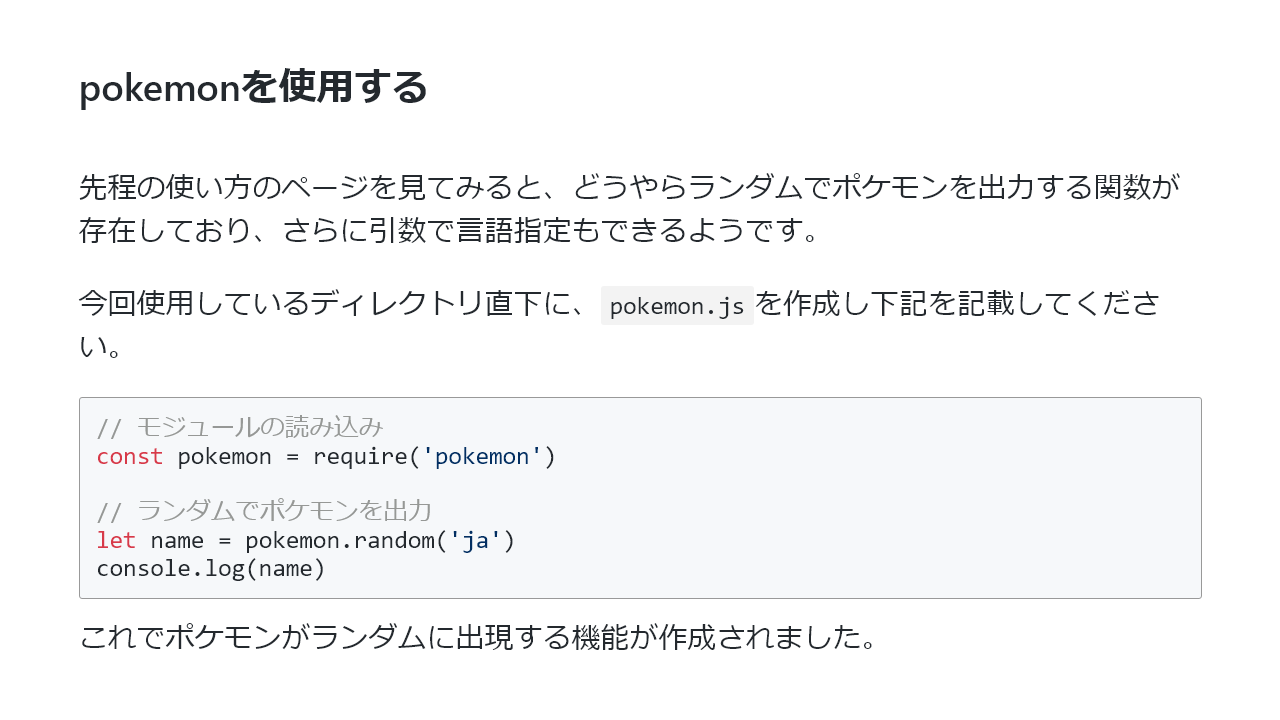 pokemonを使用する
先程の使い方のページを見てみると、どうやらランダムでポケモンを出力する関数が
存在しており、さらに引数で言語指定もできるようです。
今回使用しているディレクトリ直下に、pokemon.jsを作成し下記を記載してくださ
い。
// モジュールの読み込み
const pokemon = require('pokemon')
// ランダムでポケモンを出力
let name = pokemon.random('ja')
console.log(name)
これでポケモンがランダムに出現する機能が作成されました。